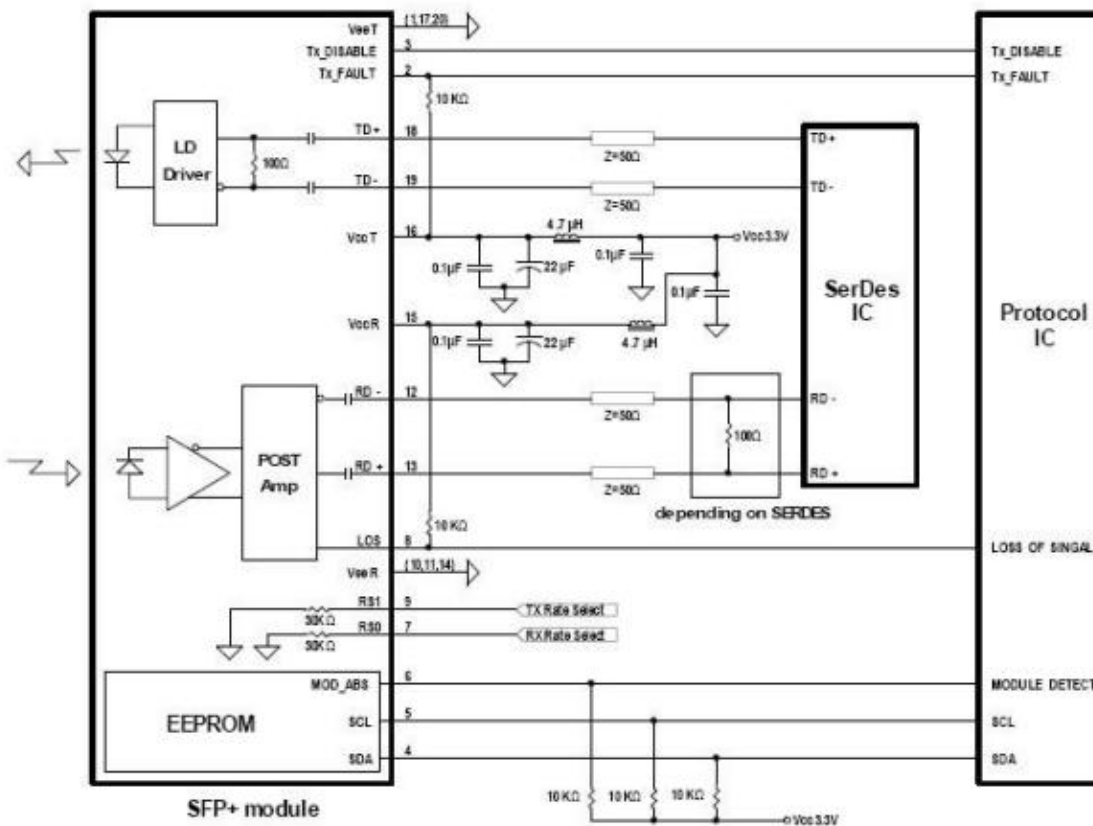 VeeT
(1,17,20)
Tx_DISABLE
3
Tx_DISABLE
Tx_FAULT
2
Tx_FAULT
10 KΩ
LD
Driver
100Ω
TD+
18
Z=50Ω
TD+
TD-
19
Z=50Ω
TD-
VccT
16
4.7 µH
Vcc3.3V
0.1µF
22 µF
0.1µF
0.1µF
SerDes
IC
Protocol
IC
VccR
15
0.1µF
22 µF
4.7 µH
RD -
12
Z=50Ω
RD -
100Ω
POST
Amp
RD +
13
Z=50Ω
RD +
depending on SERDES
10 KΩ
LOS
8
LOSS OF SINGAL
VeeR
(10,11,14)
RS1
9
TX Rate Select
30KΩ
RS0
7
RX Rate Select
30KΩ
MOD_ABS
6
MODULE DETECT
EEPROM
SCL
5
SCL
SDA
4
SDA
10 KΩ
10 KΩ
10 KΩ
Vcc3.3V
SFP+ module